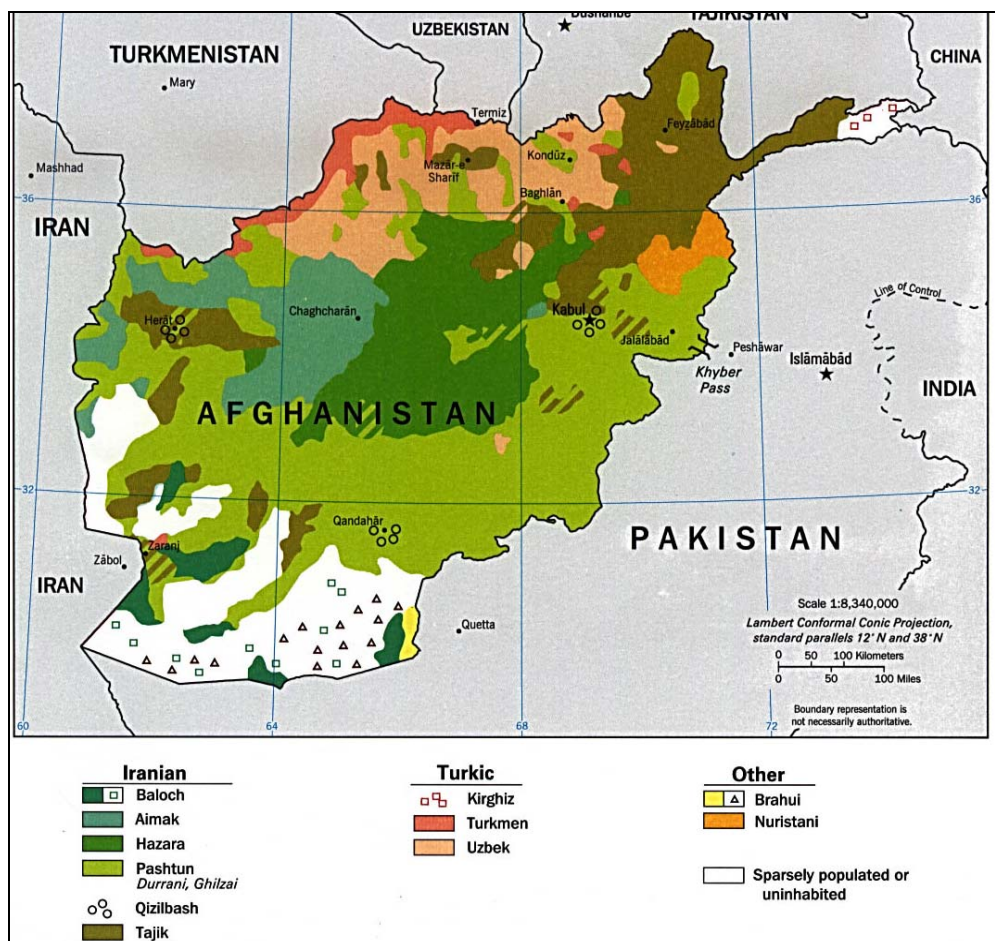 Dushanbe
TAJIKISTAN
UZBEKISTAN
TURKMENISTAN
CHINA
Mary
Termiz
Feyẕābād
Mashhad
Mazār-e
Sharīf
Kondūz
Baghlān
36
36
IRAN
Line of Control
Chaghcharān
Herāt
Kabul
Jalālābād
Peshāwar
Khyber
Pass
Islāmābād
INDIA
AFGHANISTAN
32
32
Qandahār
PAKISTAN
Zābol
Zaranj
IRAN
Quetta
Scale 1:8,340,000
Lambert Conformal Conic Projection,
standard parallels 12° N and 38° N
0 50 100 Kilometers
0 50 100 Miles
Boundary representation is
not necessarily authoritative.
60
64
68
72
Iranian
Baloch
Aimak
Hazara
Pashtun
Durrani, Ghilzai
Qizilbash
Tajik
Turkic
Kirghiz
Turkmen
Uzbek
Other
Brahui
Nuristani
Sparsely populated or
uninhabited